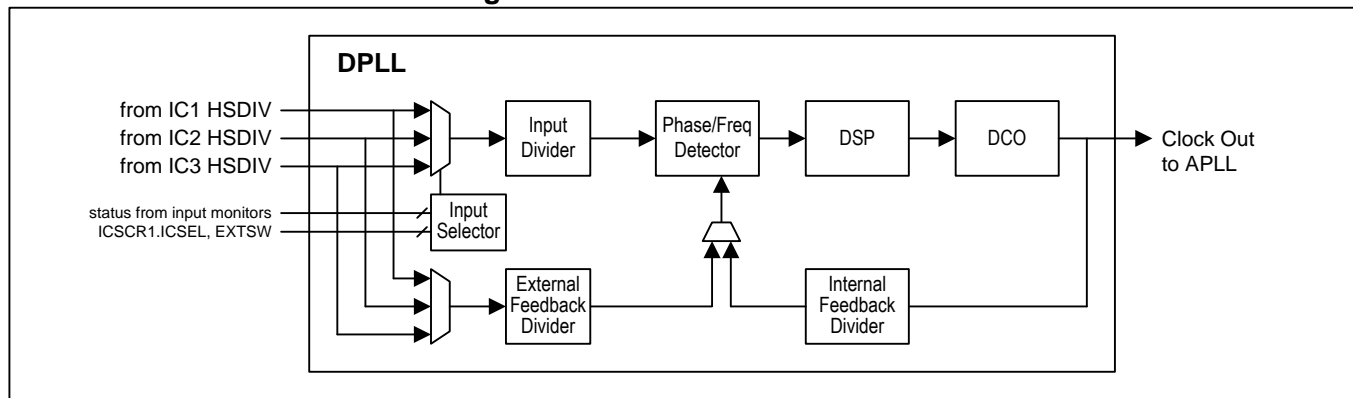 DPLL
from IC1 HSDIV
from IC2 HSDIV
from IC3 HSDIV
status from input monitors
ICSCR1.ICSEL, EXTSW
Input
Selector
Input
Divider
Phase/Freq
Detector
DSP
DCO
Clock Out
to APLL
External
Feedback
Divider
Internal
Feedback
Divider